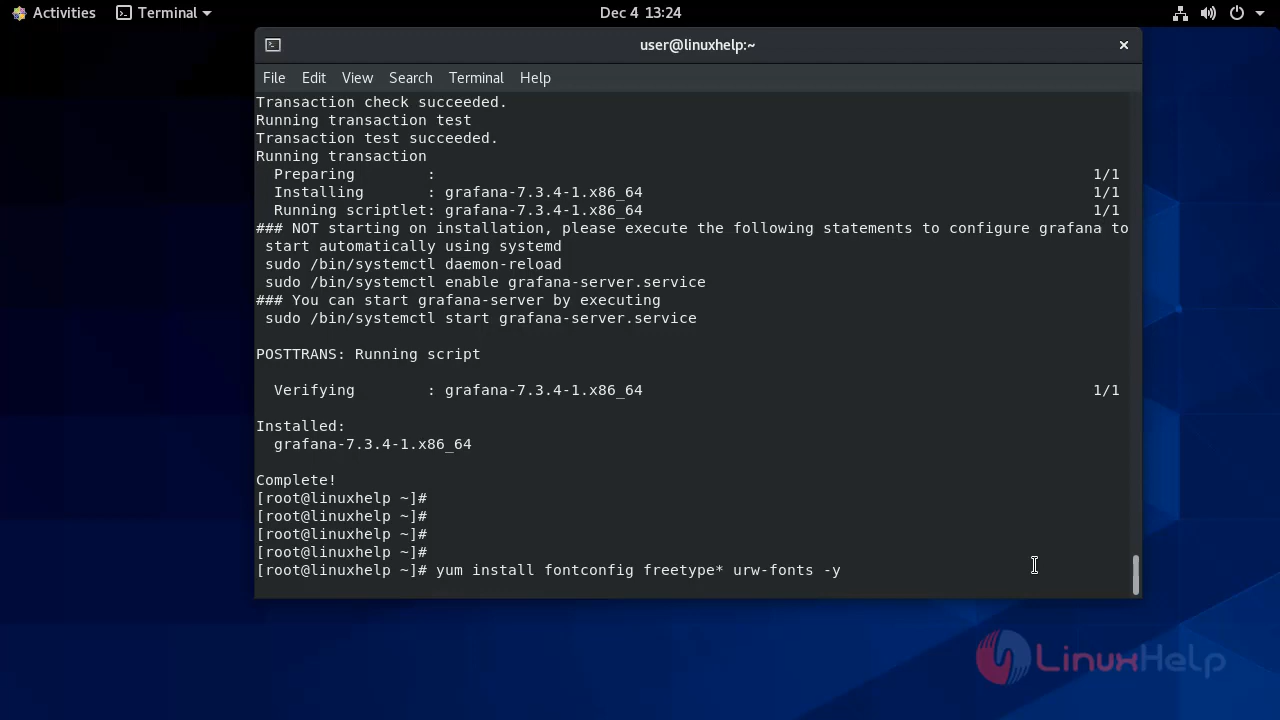 Activities Terminal Dec 4 13:24
user@linuxhelp:~ ×
File Edit View Search Terminal Help
Transaction check succeeded.
Running transaction test
Transaction test succeeded.
Running transaction
Preparing : 1/1
Installing : grafana-7.3.4-1.x86_64 1/1
Running scriptlet: grafana-7.3.4-1.x86_64 1/1
### NOT starting on installation, please execute the following statements to configure grafana to
start automatically using systemd
sudo /bin/systemctl daemon-reload
sudo /bin/systemctl enable grafana-server.service
### You can start grafana-server by executing
sudo /bin/systemctl start grafana-server.service
POSTTRANS: Running script
Verifying : grafana-7.3.4-1.x86_64 1/1
Installed:
grafana-7.3.4-1.x86_64
Complete!
[root@linuxhelp ~]#
[root@linuxhelp ~]#
[root@linuxhelp ~]#
[root@linuxhelp ~]#
[root@linuxhelp ~]# yum install fontconfig freetype* urw-fonts -y
LinuxHelp